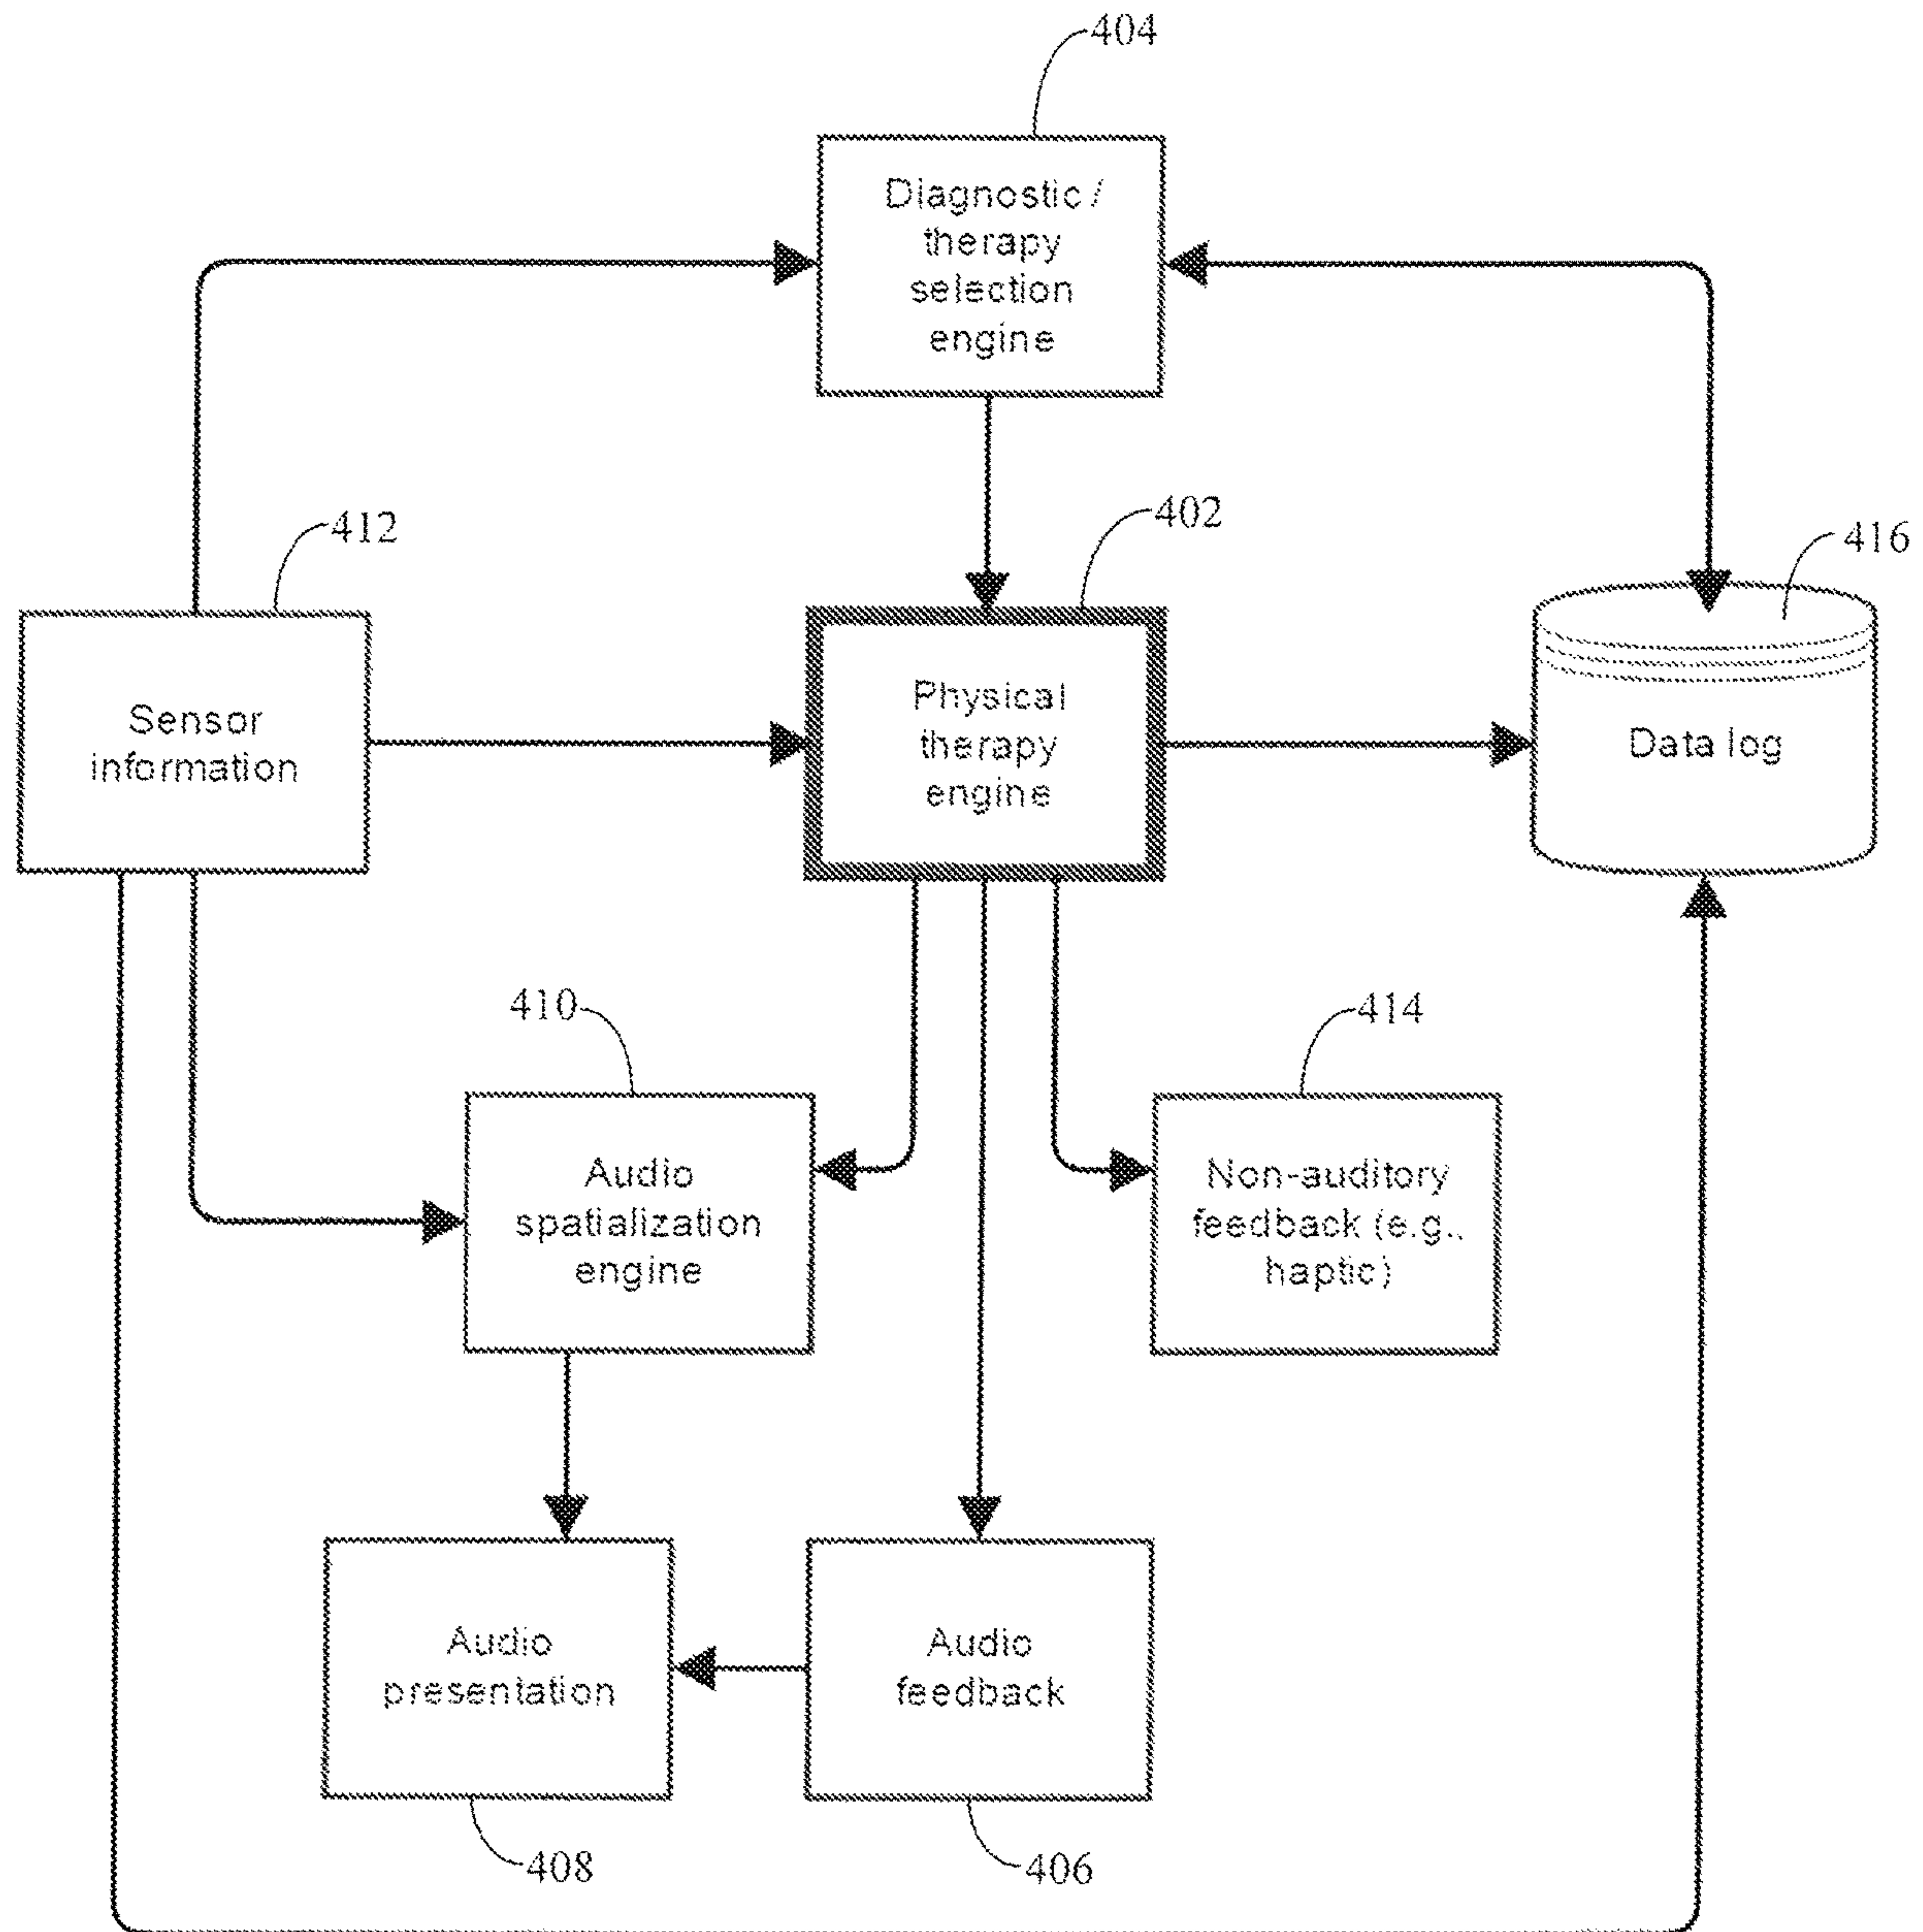 404
Diagnostic /
therapy
selection
engine
412
402
416
Sensor
information
Physical
therapy
engine
Data log
410
414
Audio
spatialization
engine
Non-auditory
feedback (e.g.,
haptic)
Audio
presentation
Audio
feedback
408
406